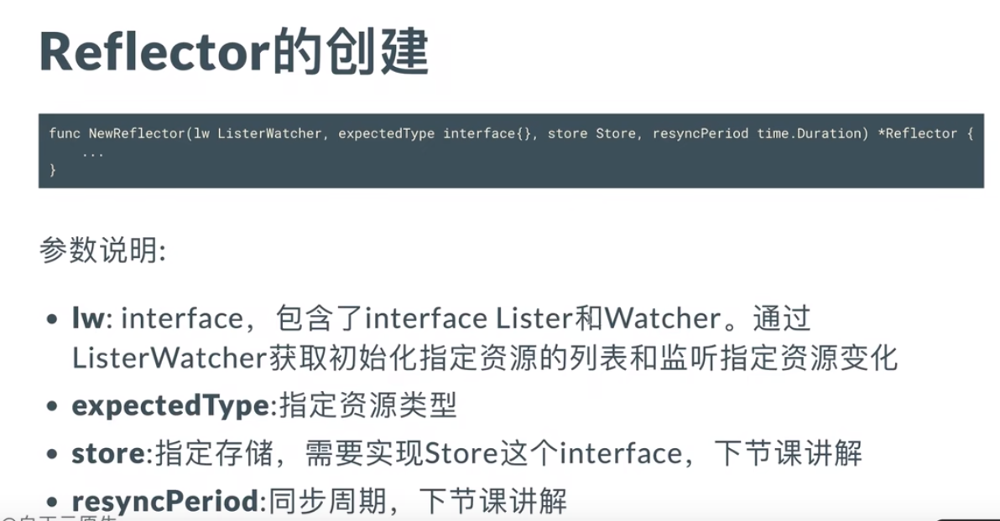 Reflector的创建
func NewReflector(lw ListerWatcher, expectedType interface{}, store Store, resyncPeriod time.Duration) *Reflector {
...
}
参数说明:
• lw: interface，包含了interface Lister和Watcher。通过
ListerWatcher获取初始化指定资源的列表和监听指定资源变化
• expectedType:指定资源类型
• store:指定存储，需要实现Store这个interface，下节课讲解
• resyncPeriod:同步周期，下节课讲解